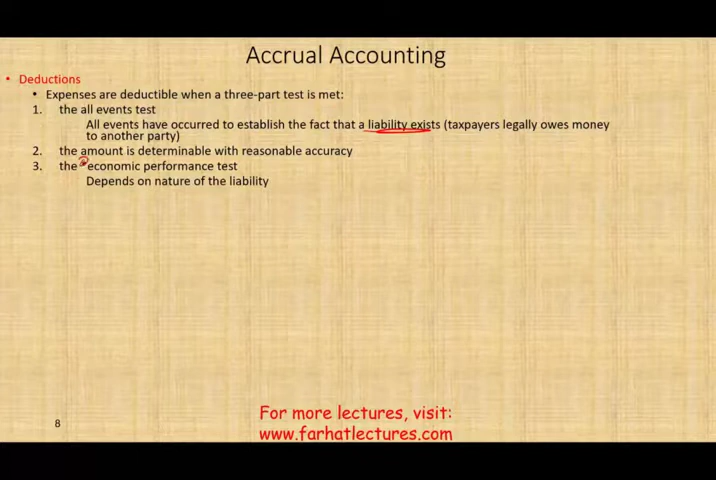 Accrual Accounting
• Deductions
• Expenses are deductible when a three-part test is met:
1. the all events test
All events have occurred to establish the fact that a liability exists (taxpayers legally owes money
to another party)
2. the amount is determinable with reasonable accuracy
3. the economic performance test
Depends on nature of the liability
8
For more lectures, visit:
www.farhatlectures.com